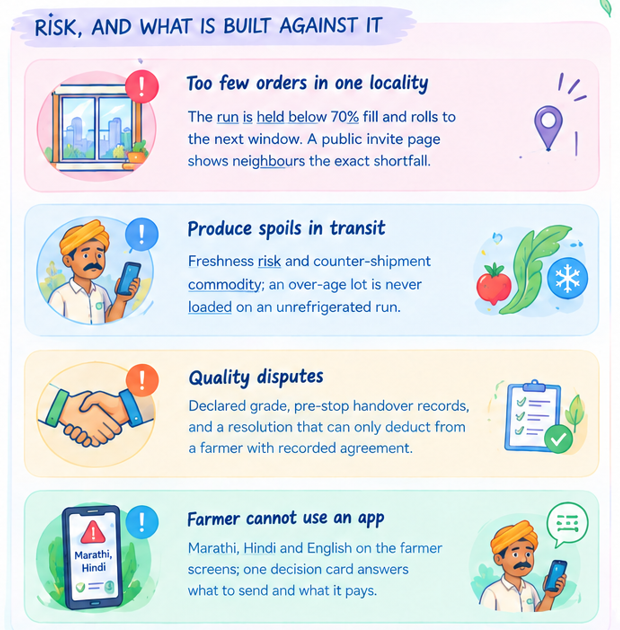 RISK, AND WHAT IS BUILT AGAINST IT
Too few orders in one locality
The run is held below 70% fill and rolls to
the next window. A public invite page
shows neighbours the exact shortfall.
Produce spoils in transit
Freshness risk and counter-shipment
commodity; an over-age lot is never
loaded on an unrefrigerated run.
Quality disputes
Declared grade, pre-stop handover records,
and a resolution that can only deduct from
a farmer with recorded agreement.
Marathi,
Hindi
Farmer cannot use an app
Marathi, Hindi and English on the farmer
screens; one decision card answers
what to send and what it pays.